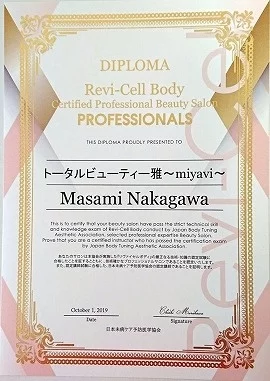 DIPLOMA
Revi-Cell Body
Certified Professional Beauty Salon
PROFESSIONALS
THIS DIPLOMA PROUDLY PRESENTED TO
トータルビューティー雅〜miyavi〜
Masami Nakagawa
This is to certify that your beauty salon have pass the strict technical skill
and knowledge exam of Revi-Cell Body conduct by Japan Body Tuning
Aesthetic Association, selected professional expertise Beauty Salon.
Prove that you are a certified instructor who has passed the certification exam
by Japan Body Tuning Aesthetic Association.
October 1, 2019
Date
Signature
日本未病ケア予防医学協会
Revi-Cel